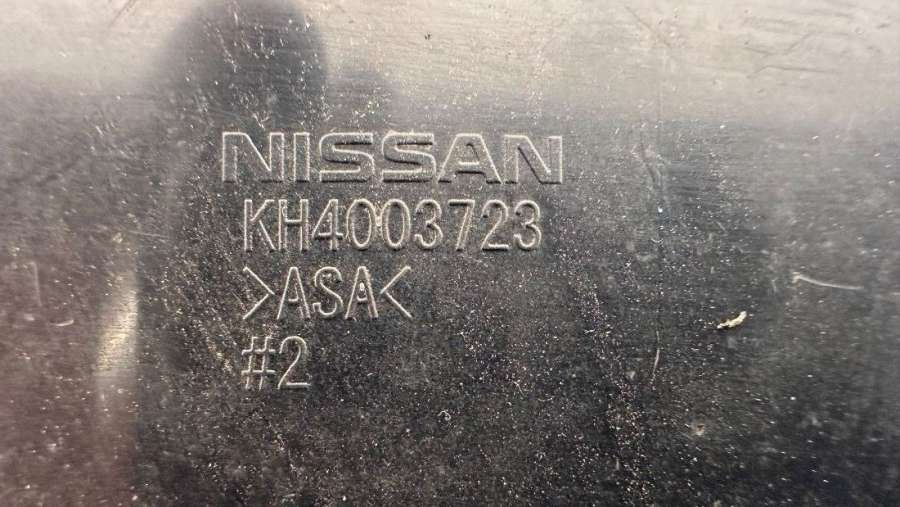 NISSAN
KH4003723
>ASA<
#2